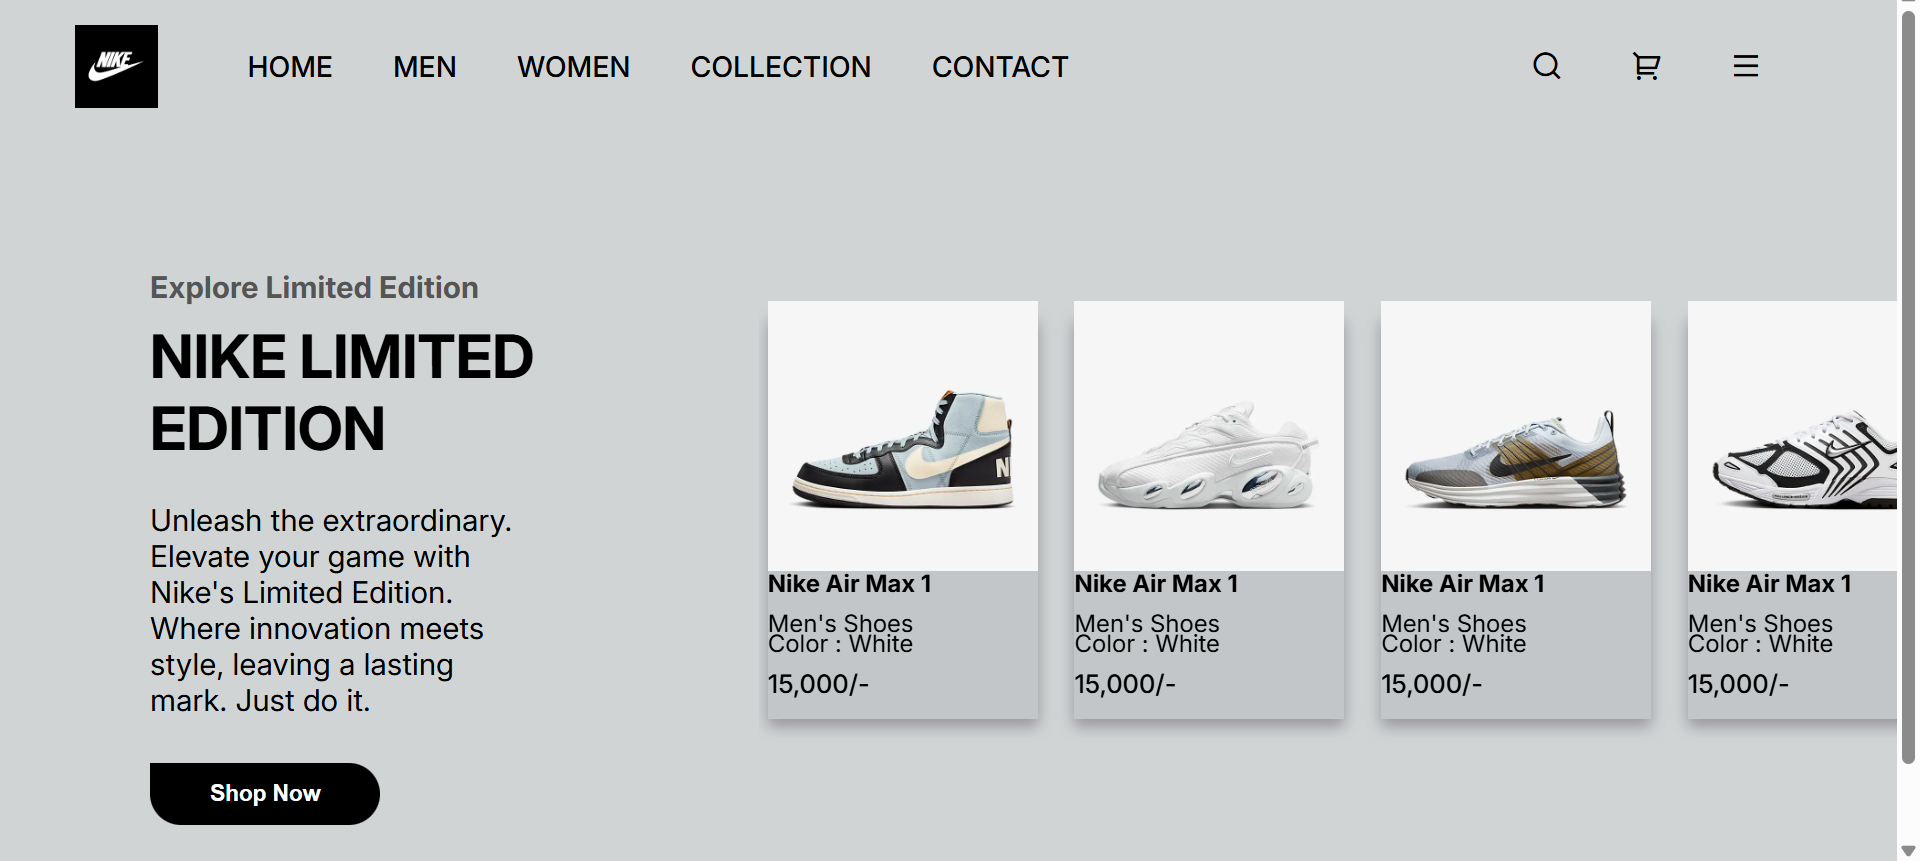 NIKE
HOME
MEN
WOMEN
COLLECTION
CONTACT
Explore Limited Edition
NIKE LIMITED
EDITION
Unleash the extraordinary.
Elevate your game with
Nike's Limited Edition.
Where innovation meets
style, leaving a lasting
mark. Just do it.
Shop Now
Nike Air Max 1
Men's Shoes
Color : White
15,000/-
Nike Air Max 1
Men's Shoes
Color : White
15,000/-
Nike Air Max 1
Men's Shoes
Color : White
15,000/-
Nike Air Max 1
Men's Shoes
Color : White
15,000/-